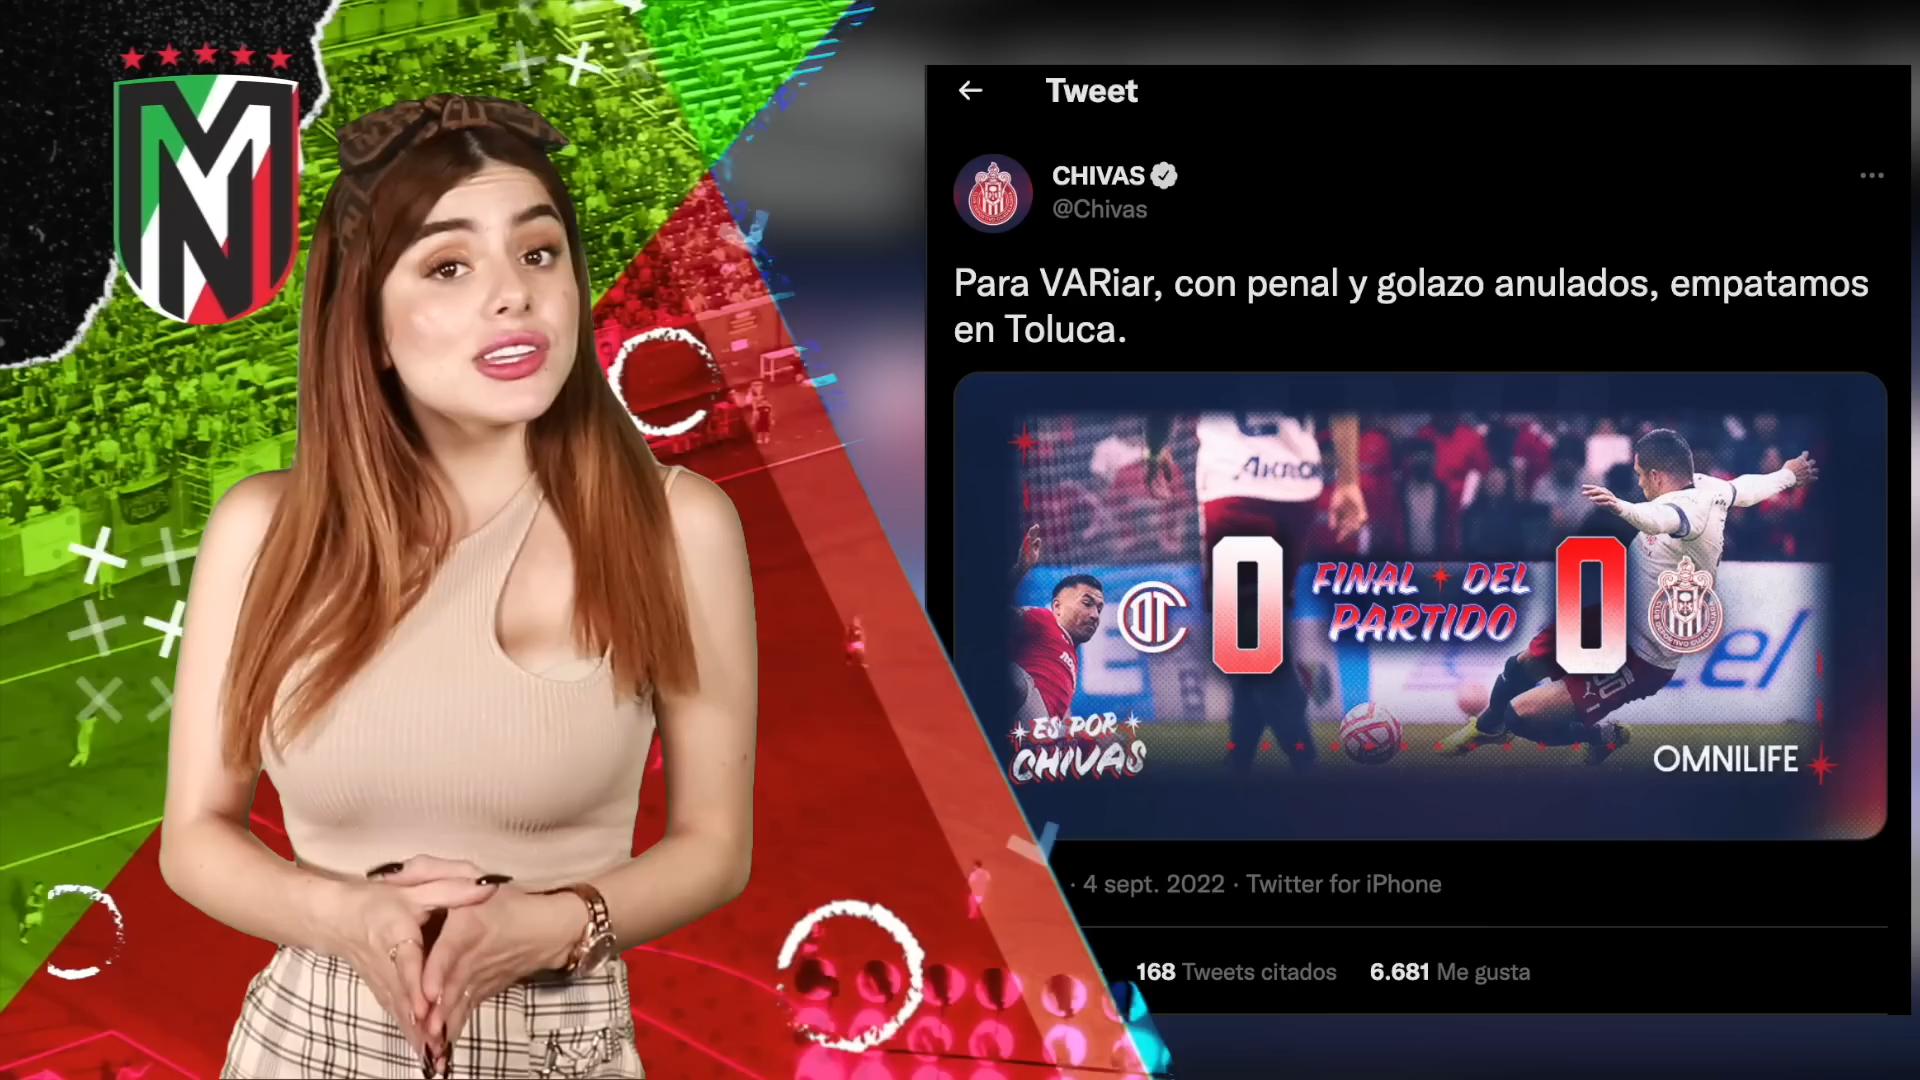 Tweet
CHIVAS
@Chivas
Para VARiar, con penal y golazo anulados, empatamos
en Toluca.
AKRON
0 FINAL DEL 0
PARTIDO
ES POR
CHIVAS
OMNILIFE
· 4 sept. 2022 · Twitter for iPhone
168 Tweets citados 6.681 Me gusta